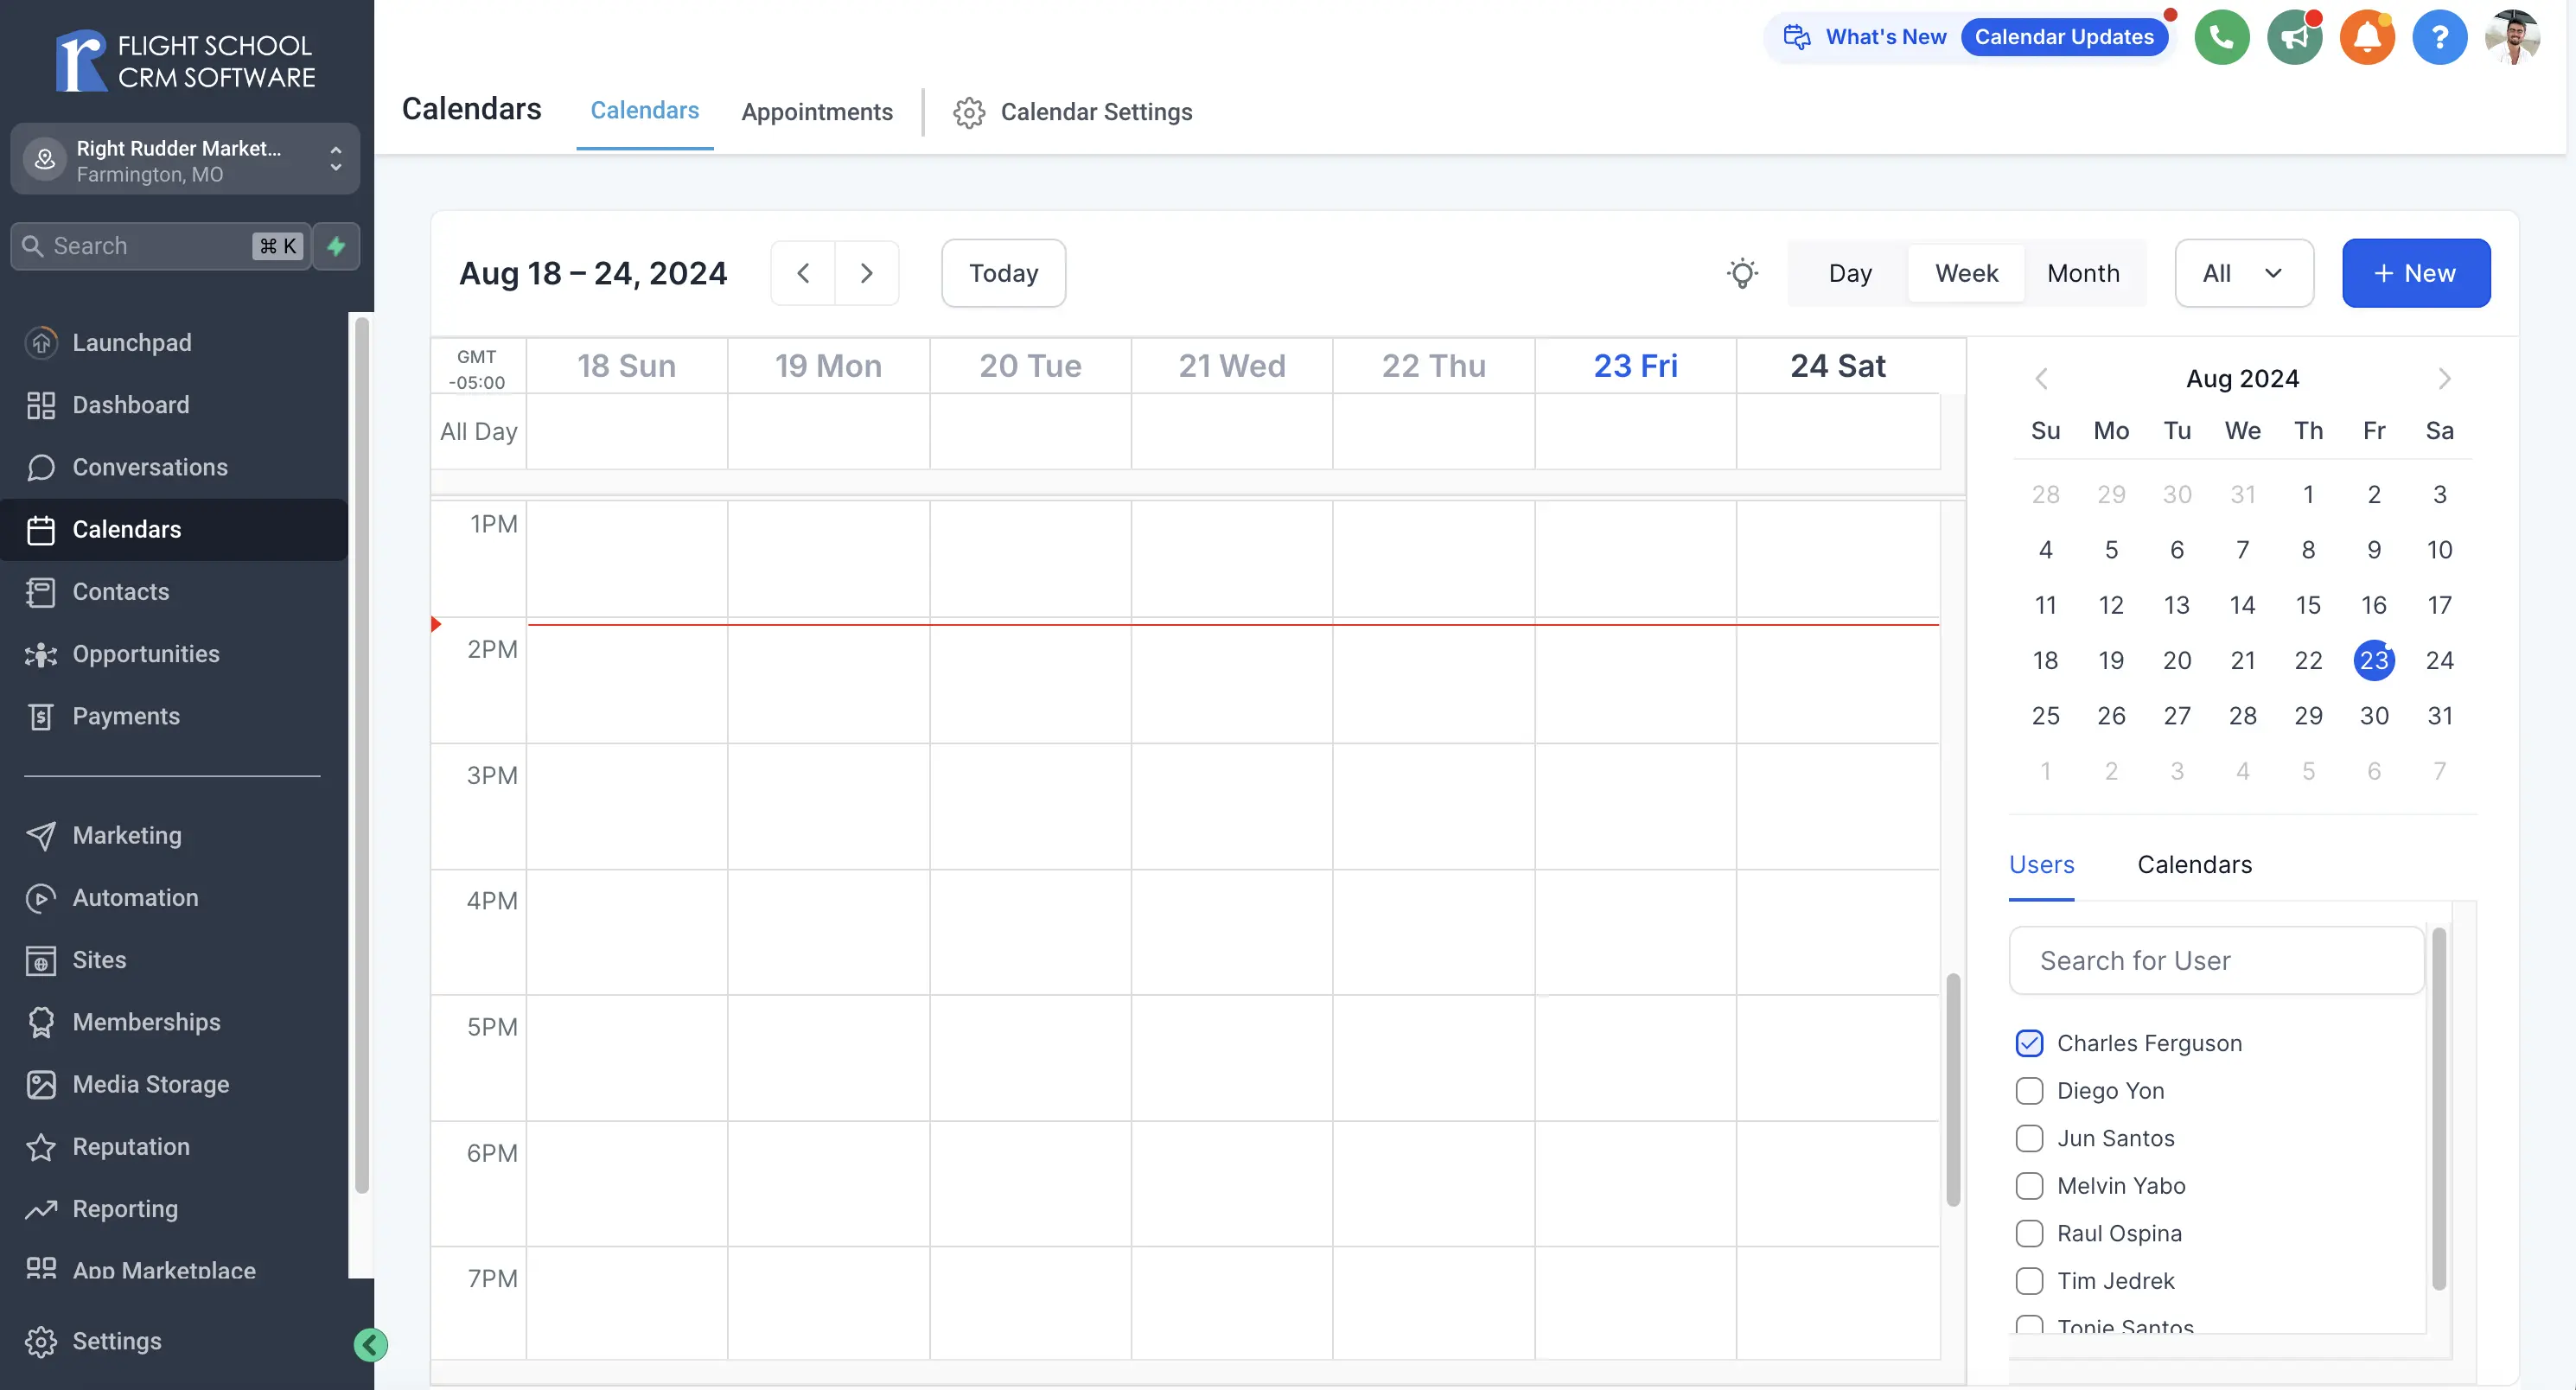 FLIGHT SCHOOL
CRM SOFTWARE
Right Rudder Market...
Farmington, MO
Search
⌘ K
Launchpad
Dashboard
Conversations
Calendars
Contacts
Opportunities
Payments
Marketing
Automation
Sites
Memberships
Media Storage
Reputation
Reporting
App Marketplace
Settings
What's New
Calendar Updates
?
Calendars
Calendars
Appointments
Calendar Settings
Aug 18 – 24, 2024
Today
Day
Week
Month
All
+ New
GMT
-05:00
18 Sun
19 Mon
20 Tue
21 Wed
22 Thu
23 Fri
24 Sat
All Day
1PM
2PM
3PM
4PM
5PM
6PM
7PM
Aug 2024
Su Mo Tu We Th Fr Sa
28 29 30 31 1 2 3
4 5 6 7 8 9 10
11 12 13 14 15 16 17
18 19 20 21 22 23 24
25 26 27 28 29 30 31
1 2 3 4 5 6 7
Users
Calendars
Search for User
Charles Ferguson
Diego Yon
Jun Santos
Melvin Yabo
Raul Ospina
Tim Jedrek
Tonie Santos